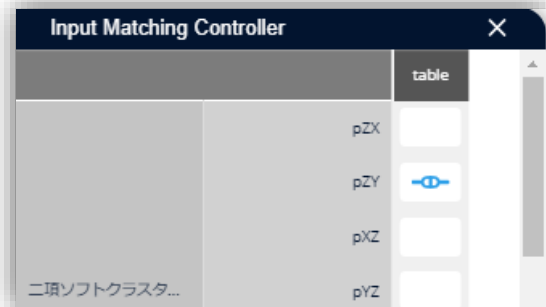 Input Matching Controller
table
pZX
pZY
pXZ
二項ソフトクラスタ...
pYZ